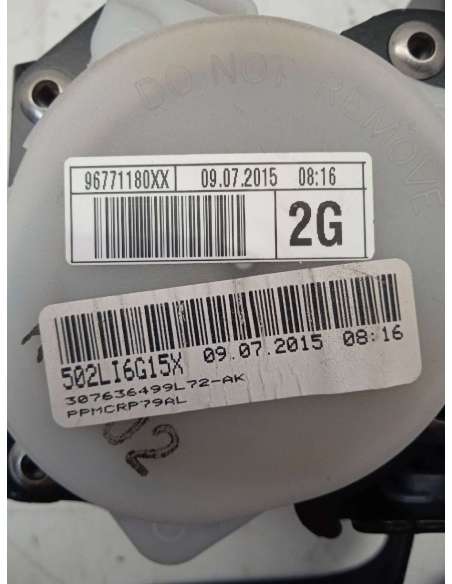 DO NOT REMOVE
96771180XX 09.07.2015 08:16
2G
502LI6G15X 09.07.2015 08:16
307636499L72-AK
PPMCRP79AL